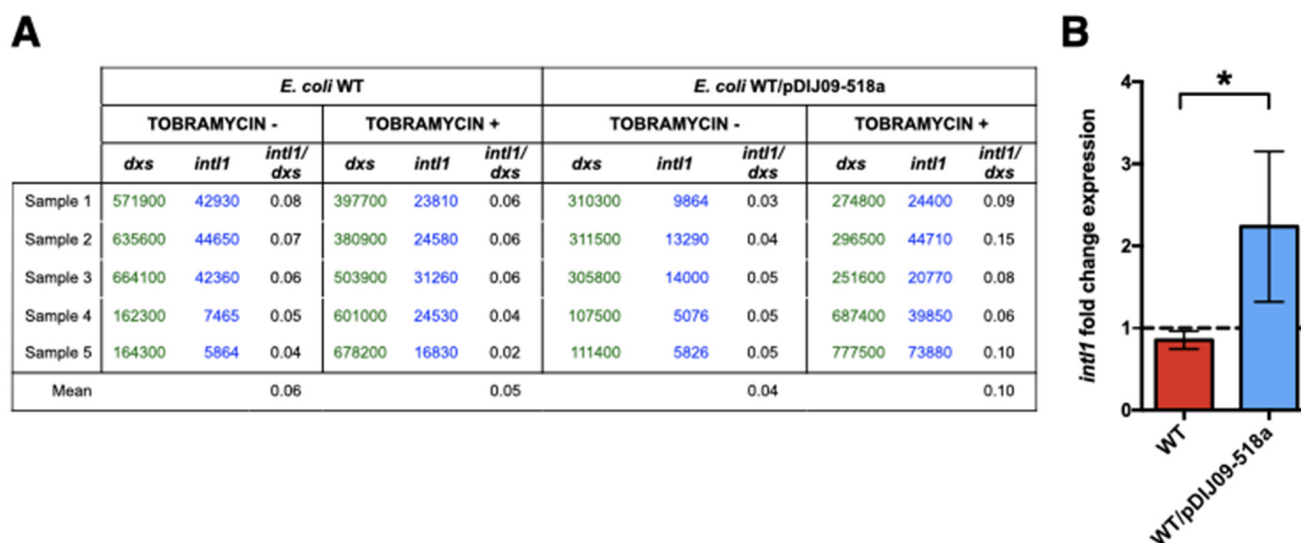 A
E. coli WT E. coli WT/pDIJ09-518a
TOBRAMYCIN - TOBRAMYCIN + TOBRAMYCIN - TOBRAMYCIN +
dxs intI1 intI1/ dxs dxs intI1 intI1/ dxs dxs intI1 intI1/ dxs dxs intI1 intI1/ dxs
Sample 1 571900 42930 0.08 397700 23810 0.06 310300 9864 0.03 274800 24400 0.09
Sample 2 635600 44650 0.07 380900 24580 0.06 311500 13290 0.04 296500 44710 0.15
Sample 3 664100 42360 0.06 503900 31260 0.06 305800 14000 0.05 251600 20770 0.08
Sample 4 162300 7465 0.05 601000 24530 0.04 107500 5076 0.05 687400 39850 0.06
Sample 5 164300 5864 0.04 678200 16830 0.02 111400 5826 0.05 777500 73880 0.10
Mean 0.06 0.05 0.04 0.10
B
*
intI1 fold change expression
4
3
2
1
0
WT
WT/pDIJ09-518a